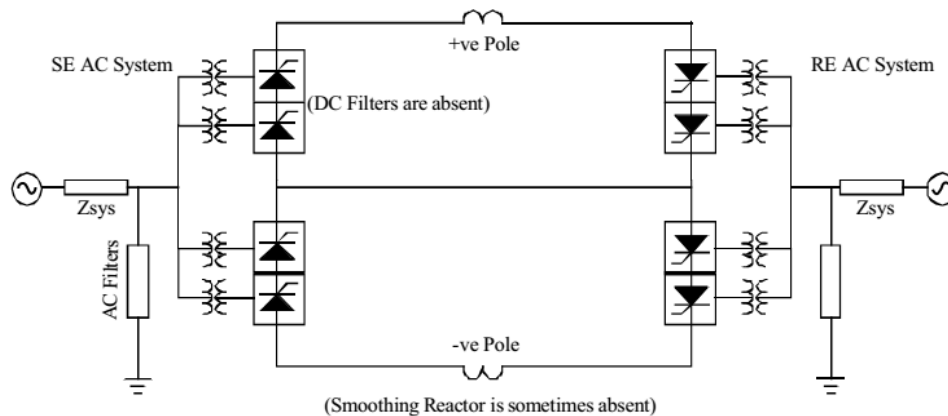 +ve Pole
SE AC System
RE AC System
(DC Filters are absent)
Zsys
Zsys
AC Filters
-ve Pole
(Smoothing Reactor is sometimes absent)